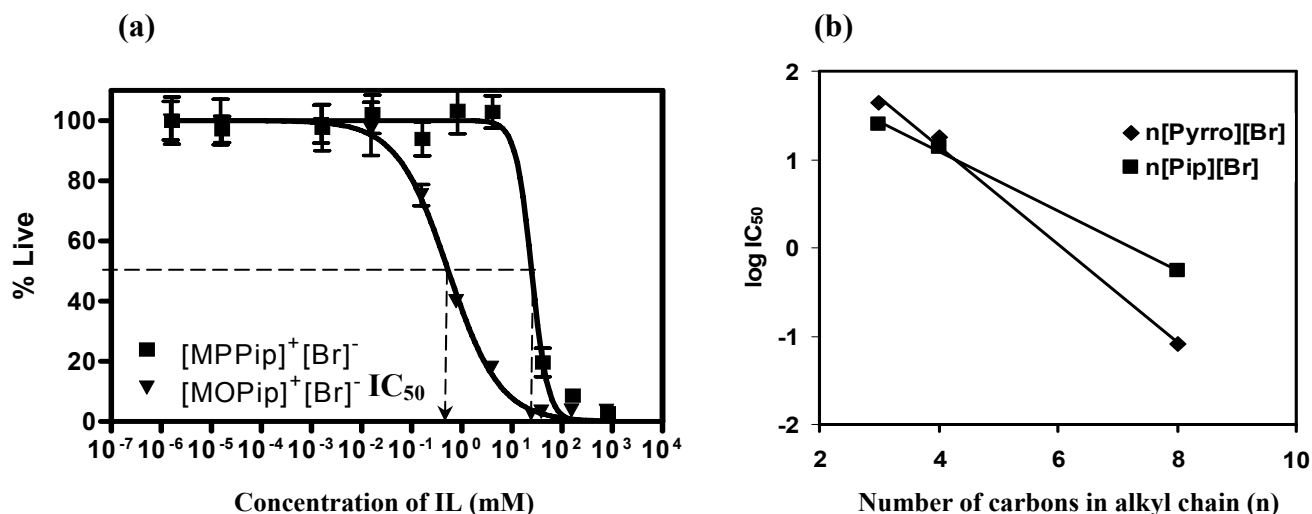 (a)
% Live
100
80
60
40
20
0
[MPPip]⁺[Br]⁻
[MOPip]⁺[Br]⁻ IC₅₀
10⁻⁷ 10⁻⁶ 10⁻⁵ 10⁻⁴ 10⁻³ 10⁻² 10⁻¹ 10⁰ 10¹ 10² 10³ 10⁴
Concentration of IL (mM)
(b)
log IC₅₀
2
1
0
-1
-2
n[Pyrro][Br]
n[Pip][Br]
2 4 6 8 10
Number of carbons in alkyl chain (n)